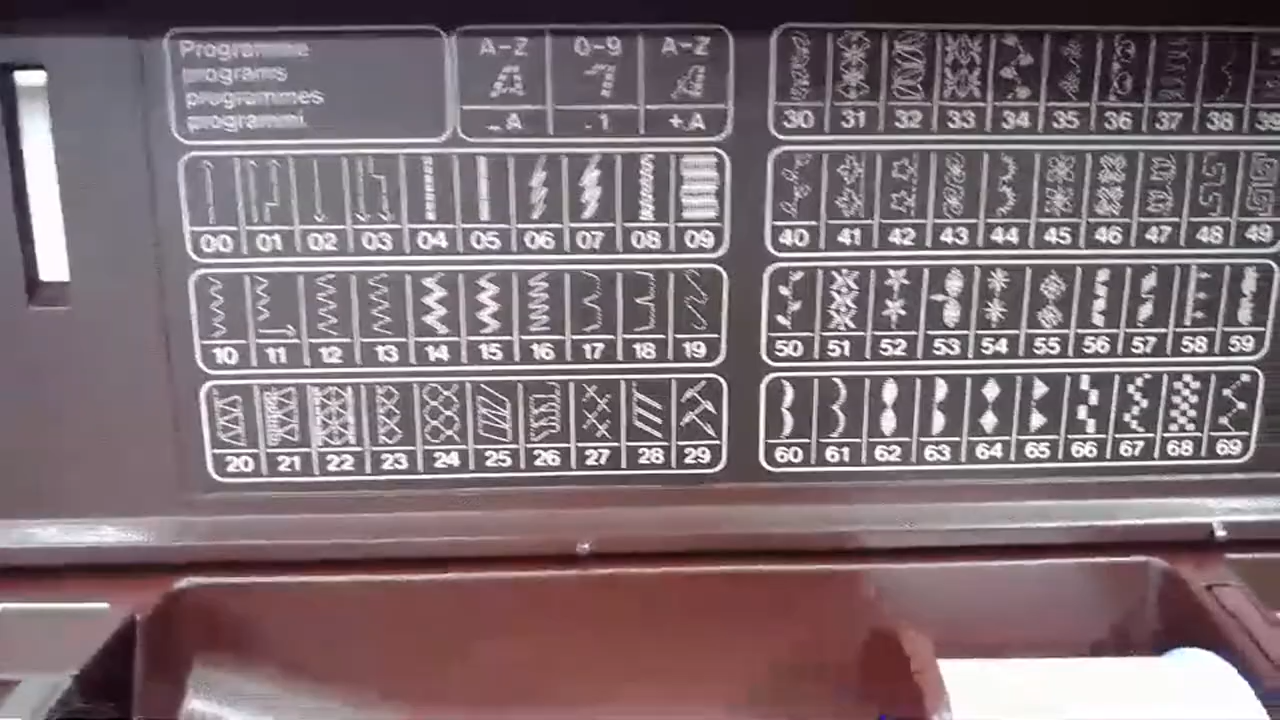 Programme
programs
programmes
programmi
A-Z 0-9 A-Z
-A -1 +A
00 01 02 03 04 05 06 07 08 09
10 11 12 13 14 15 16 17 18 19
20 21 22 23 24 25 26 27 28 29
30 31 32 33 34 35 36 37 38 39
40 41 42 43 44 45 46 47 48 49
50 51 52 53 54 55 56 57 58 59
60 61 62 63 64 65 66 67 68 69